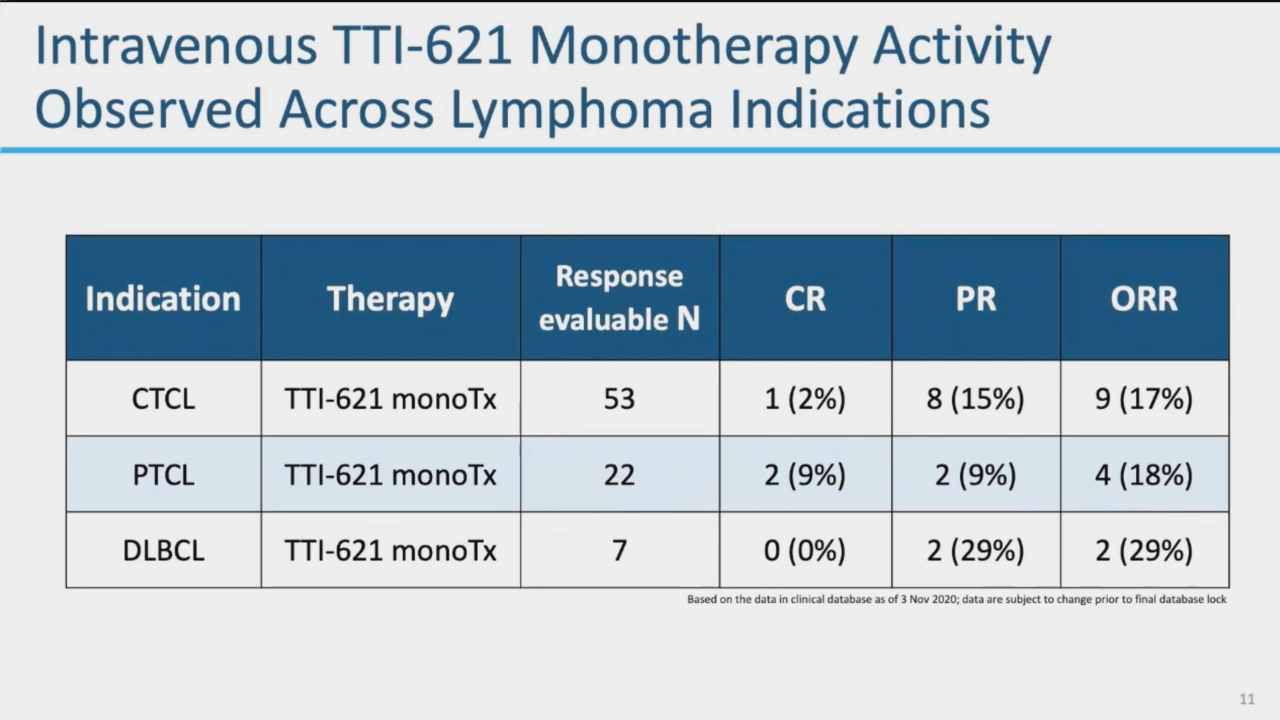 Intravenous TTI-621 Monotherapy Activity
Observed Across Lymphoma Indications
Indication Therapy Response evaluable N CR PR ORR
CTCL TTI-621 monoTx 53 1 (2%) 8 (15%) 9 (17%)
PTCL TTI-621 monoTx 22 2 (9%) 2 (9%) 4 (18%)
DLBCL TTI-621 monoTx 7 0 (0%) 2 (29%) 2 (29%)
Based on the data in clinical database as of 3 Nov 2020; data are subject to change prior to final database lock
11